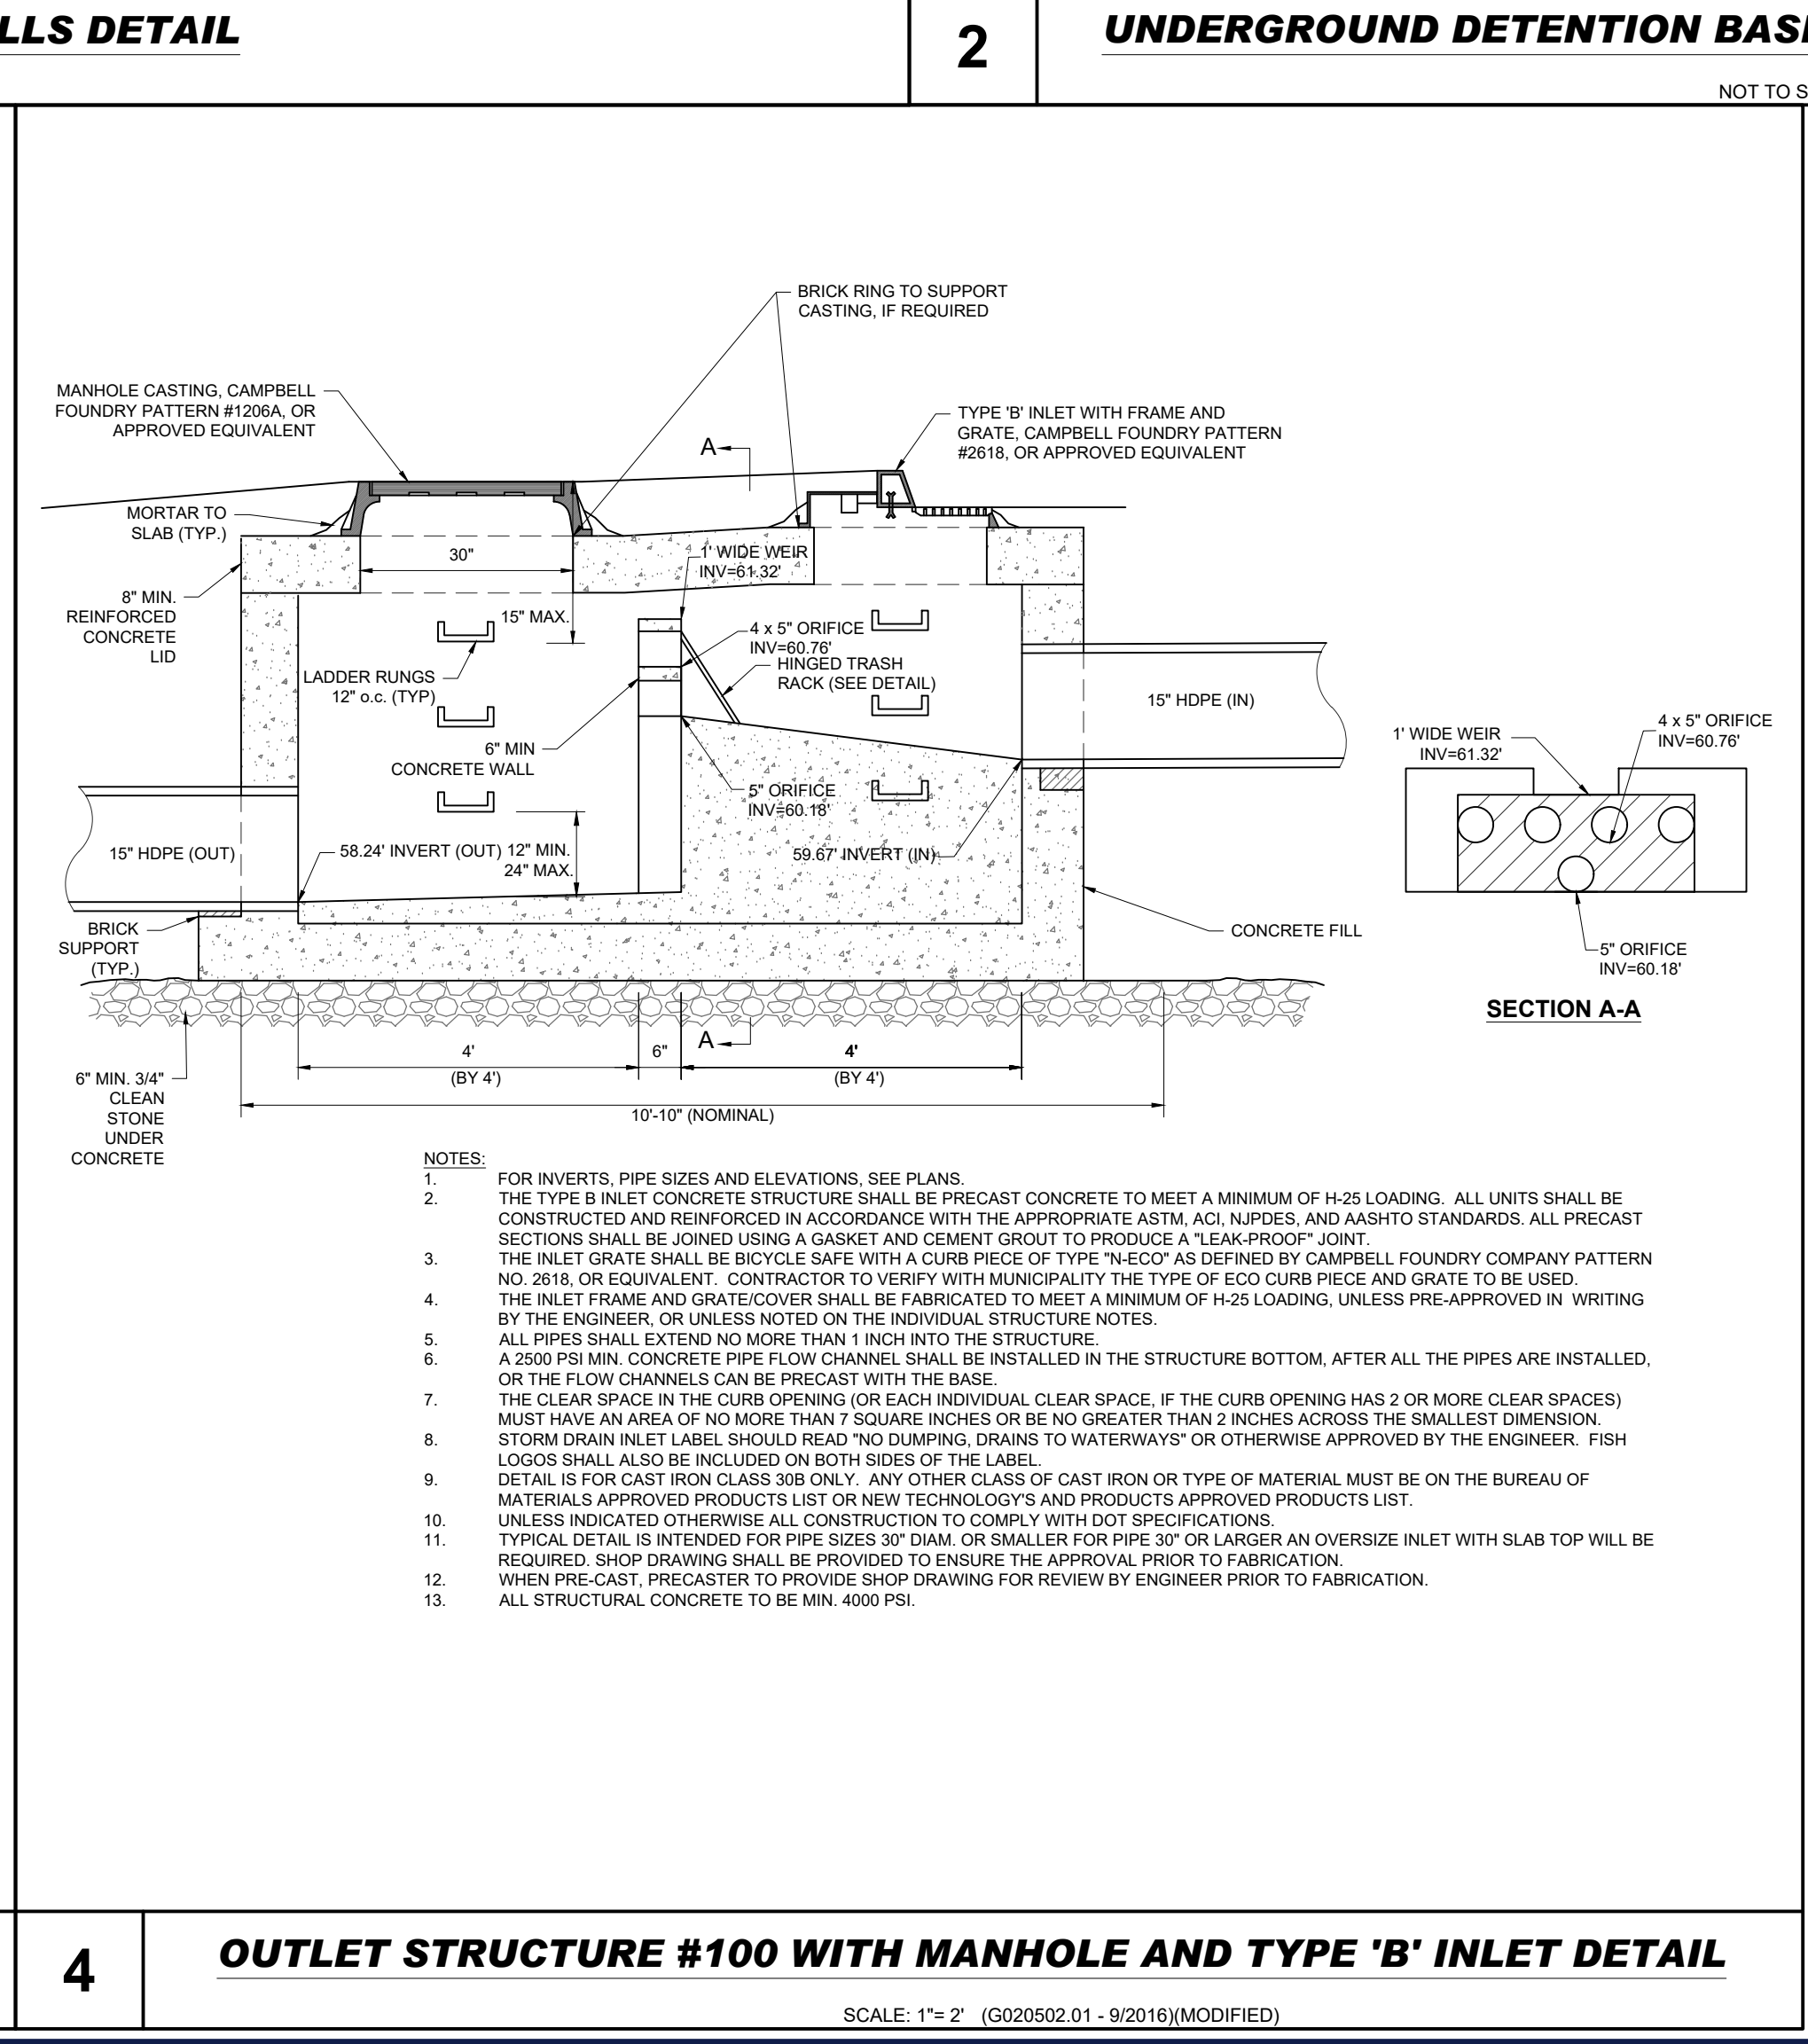 LLS DETAIL
2
UNDERGROUND DETENTION BASI
NOT TO S
BRICK RING TO SUPPORT
CASTING, IF REQUIRED
MANHOLE CASTING, CAMPBELL
FOUNDRY PATTERN #1206A, OR
APPROVED EQUIVALENT
A
TYPE 'B' INLET WITH FRAME AND
GRATE, CAMPBELL FOUNDRY PATTERN
#2618, OR APPROVED EQUIVALENT
MORTAR TO
SLAB (TYP.)
30"
1' WIDE WEIR
INV=61.32'
8" MIN.
REINFORCED
CONCRETE
LID
15" MAX.
4 x 5" ORIFICE
INV=60.76'
HINGED TRASH
RACK (SEE DETAIL)
LADDER RUNGS
12" o.c. (TYP)
15" HDPE (IN)
6" MIN
CONCRETE WALL
5" ORIFICE
INV=60.18'
1' WIDE WEIR
INV=61.32'
4 x 5" ORIFICE
INV=60.76'
15" HDPE (OUT)
58.24' INVERT (OUT)
12" MIN.
24" MAX.
59.67' INVERT (IN)
BRICK
SUPPORT
(TYP.)
CONCRETE FILL
5" ORIFICE
INV=60.18'
SECTION A-A
A
4'
(BY 4')
6"
4'
(BY 4')
10'-10" (NOMINAL)
6" MIN. 3/4"
CLEAN
STONE
UNDER
CONCRETE
NOTES:
1. FOR INVERTS, PIPE SIZES AND ELEVATIONS, SEE PLANS.
2. THE TYPE B INLET CONCRETE STRUCTURE SHALL BE PRECAST CONCRETE TO MEET A MINIMUM OF H-25 LOADING. ALL UNITS SHALL BE
CONSTRUCTED AND REINFORCED IN ACCORDANCE WITH THE APPROPRIATE ASTM, ACI, NJPDES, AND AASHTO STANDARDS. ALL PRECAST
SECTIONS SHALL BE JOINED USING A GASKET AND CEMENT GROUT TO PRODUCE A "LEAK-PROOF" JOINT.
3. THE INLET GRATE SHALL BE BICYCLE SAFE WITH A CURB PIECE OF TYPE "N-ECO" AS DEFINED BY CAMPBELL FOUNDRY COMPANY PATTERN
NO. 2618, OR EQUIVALENT. CONTRACTOR TO VERIFY WITH MUNICIPALITY THE TYPE OF ECO CURB PIECE AND GRATE TO BE USED.
4. THE INLET FRAME AND GRATE/COVER SHALL BE FABRICATED TO MEET A MINIMUM OF H-25 LOADING, UNLESS PRE-APPROVED IN WRITING
BY THE ENGINEER, OR UNLESS NOTED ON THE INDIVIDUAL STRUCTURE NOTES.
5. ALL PIPES SHALL EXTEND NO MORE THAN 1 INCH INTO THE STRUCTURE.
6. A 2500 PSI MIN. CONCRETE PIPE FLOW CHANNEL SHALL BE INSTALLED IN THE STRUCTURE BOTTOM, AFTER ALL THE PIPES ARE INSTALLED,
OR THE FLOW CHANNELS CAN BE PRECAST WITH THE BASE.
7. THE CLEAR SPACE IN THE CURB OPENING (OR EACH INDIVIDUAL CLEAR SPACE, IF THE CURB OPENING HAS 2 OR MORE CLEAR SPACES)
MUST HAVE AN AREA OF NO MORE THAN 7 SQUARE INCHES OR BE NO GREATER THAN 2 INCHES ACROSS THE SMALLEST DIMENSION.
8. STORM DRAIN INLET LABEL SHOULD READ "NO DUMPING, DRAINS TO WATERWAYS" OR OTHERWISE APPROVED BY THE ENGINEER. FISH
LOGOS SHALL ALSO BE INCLUDED ON BOTH SIDES OF THE LABEL.
9. DETAIL IS FOR CAST IRON CLASS 30B ONLY. ANY OTHER CLASS OF CAST IRON OR TYPE OF MATERIAL MUST BE ON THE BUREAU OF
MATERIALS APPROVED PRODUCTS LIST OR NEW TECHNOLOGY'S AND PRODUCTS APPROVED PRODUCTS LIST.
10. UNLESS INDICATED OTHERWISE ALL CONSTRUCTION TO COMPLY WITH DOT SPECIFICATIONS.
11. TYPICAL DETAIL IS INTENDED FOR PIPE SIZES 30" DIAM. OR SMALLER FOR PIPE 30" OR LARGER AN OVERSIZE INLET WITH SLAB TOP WILL BE
REQUIRED. SHOP DRAWING SHALL BE PROVIDED TO ENSURE THE APPROVAL PRIOR TO FABRICATION.
12. WHEN PRE-CAST, PRECASTER TO PROVIDE SHOP DRAWING FOR REVIEW BY ENGINEER PRIOR TO FABRICATION.
13. ALL STRUCTURAL CONCRETE TO BE MIN. 4000 PSI.
4
OUTLET STRUCTURE #100 WITH MANHOLE AND TYPE 'B' INLET DETAIL
SCALE: 1"= 2' (G020502.01 - 9/2016)(MODIFIED)